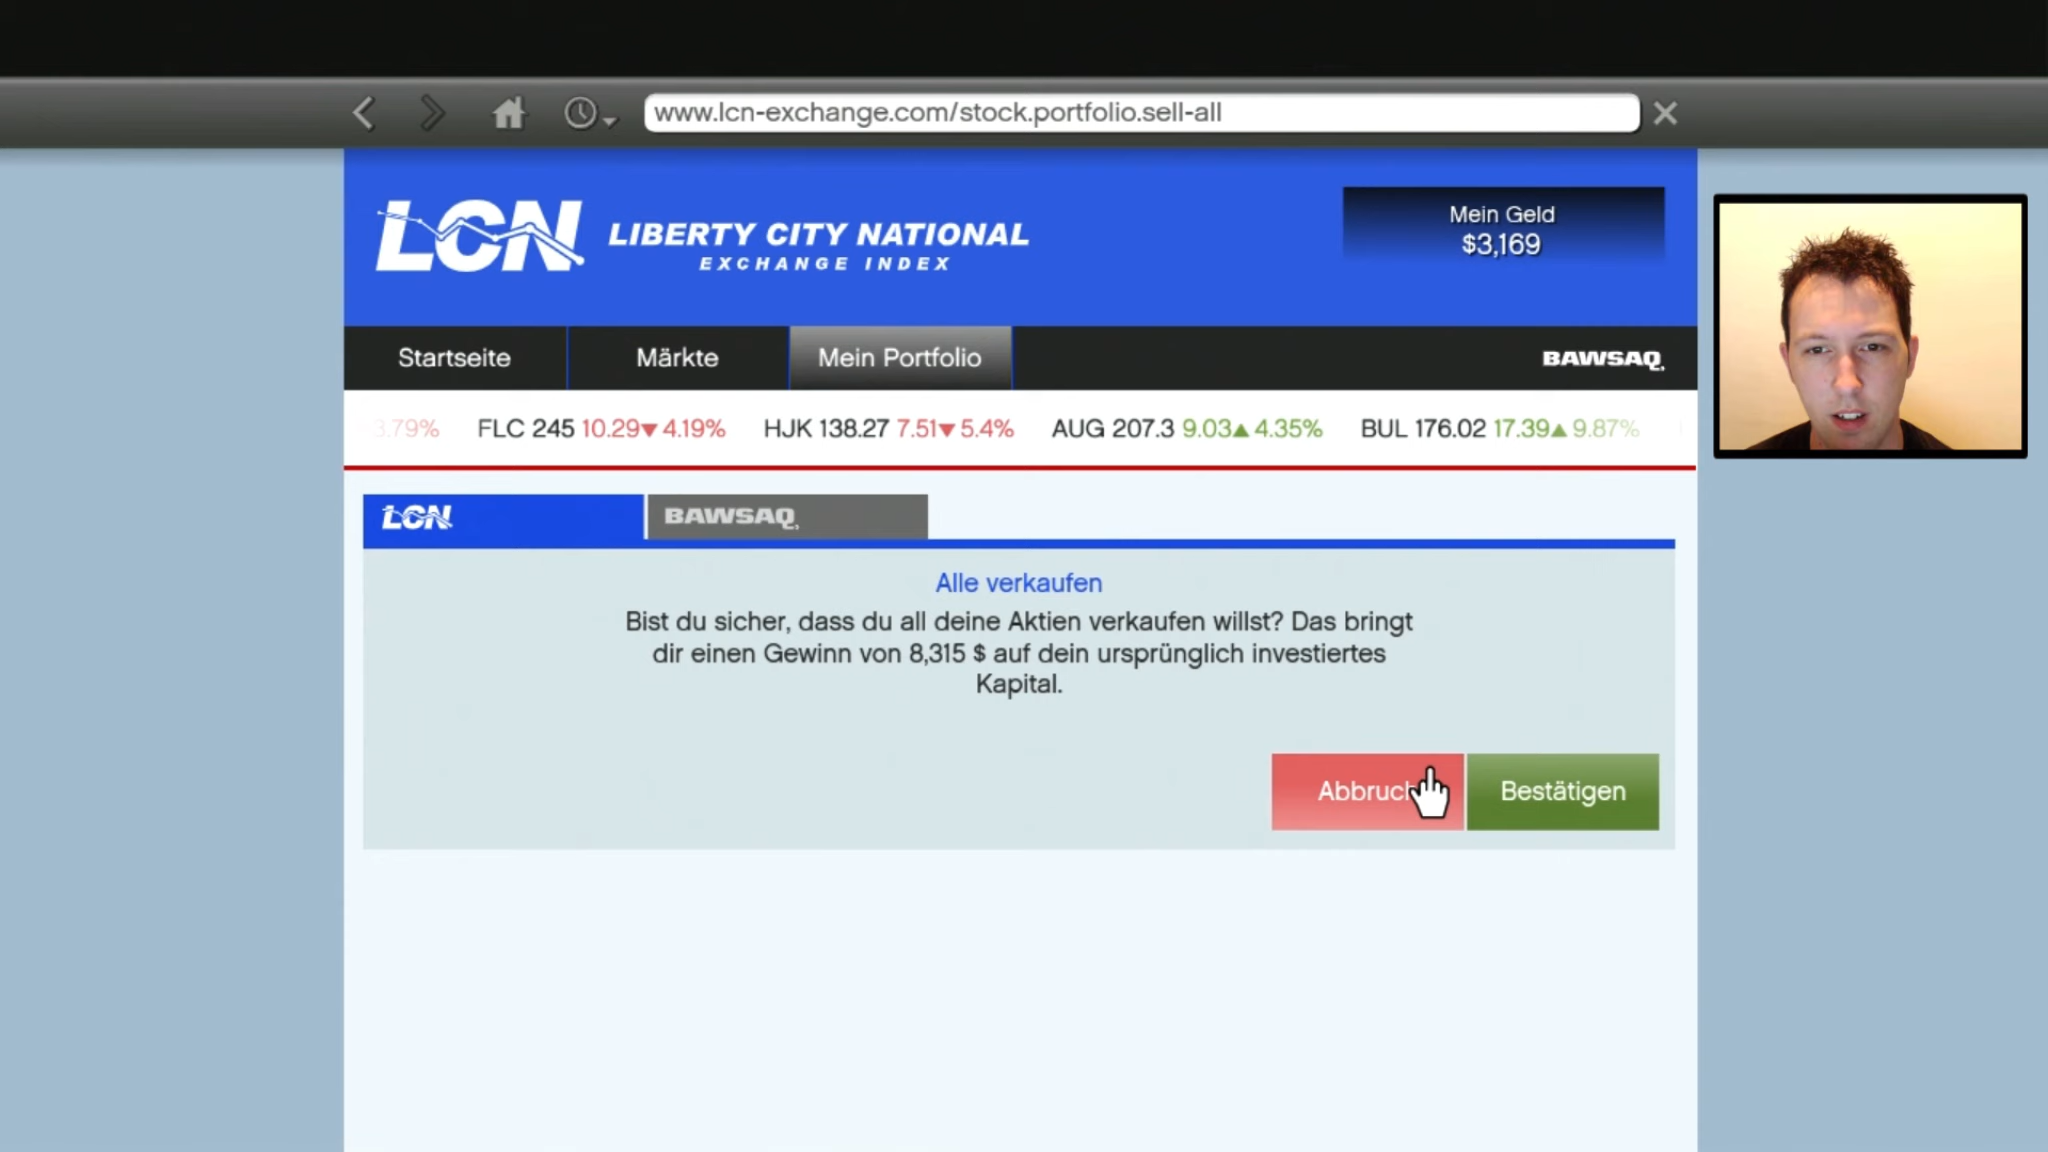 www.lcn-exchange.com/stock.portfolio.sell-all
LCN LIBERTY CITY NATIONAL
EXCHANGE INDEX
Mein Geld
$3,169
Startseite Märkte Mein Portfolio BAWSAQ
3.79% FLC 245 10.29▼ 4.19% HJK 138.27 7.51▼ 5.4% AUG 207.3 9.03▲ 4.35% BUL 176.02 17.39▲ 9.87%
LCN BAWSAQ
Alle verkaufen
Bist du sicher, dass du all deine Aktien verkaufen willst? Das bringt
dir einen Gewinn von 8,315 $ auf dein ursprünglich investiertes
Kapital.
Abbruch Bestätigen